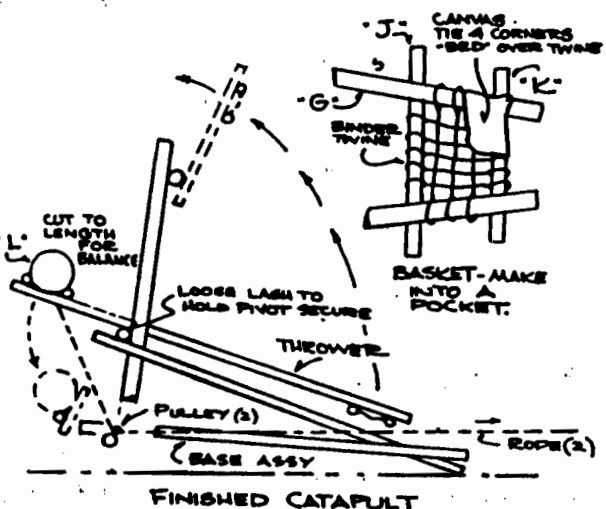 "J"
CANVAS.
TIE 4 CORNERS
"BED" OVER TWINE
"K"
"G"
BINDER
TWINE
BASKET-MAKE
INTO A
POCKET.
"L"
CUT TO
LENGTH
FOR
BALANCE
LOOSE LASH TO
HOLD PIVOT SECURE
THROWER
PULLEY (2)
ROPE (2)
BASE ASSY
FINISHED CATAPULT